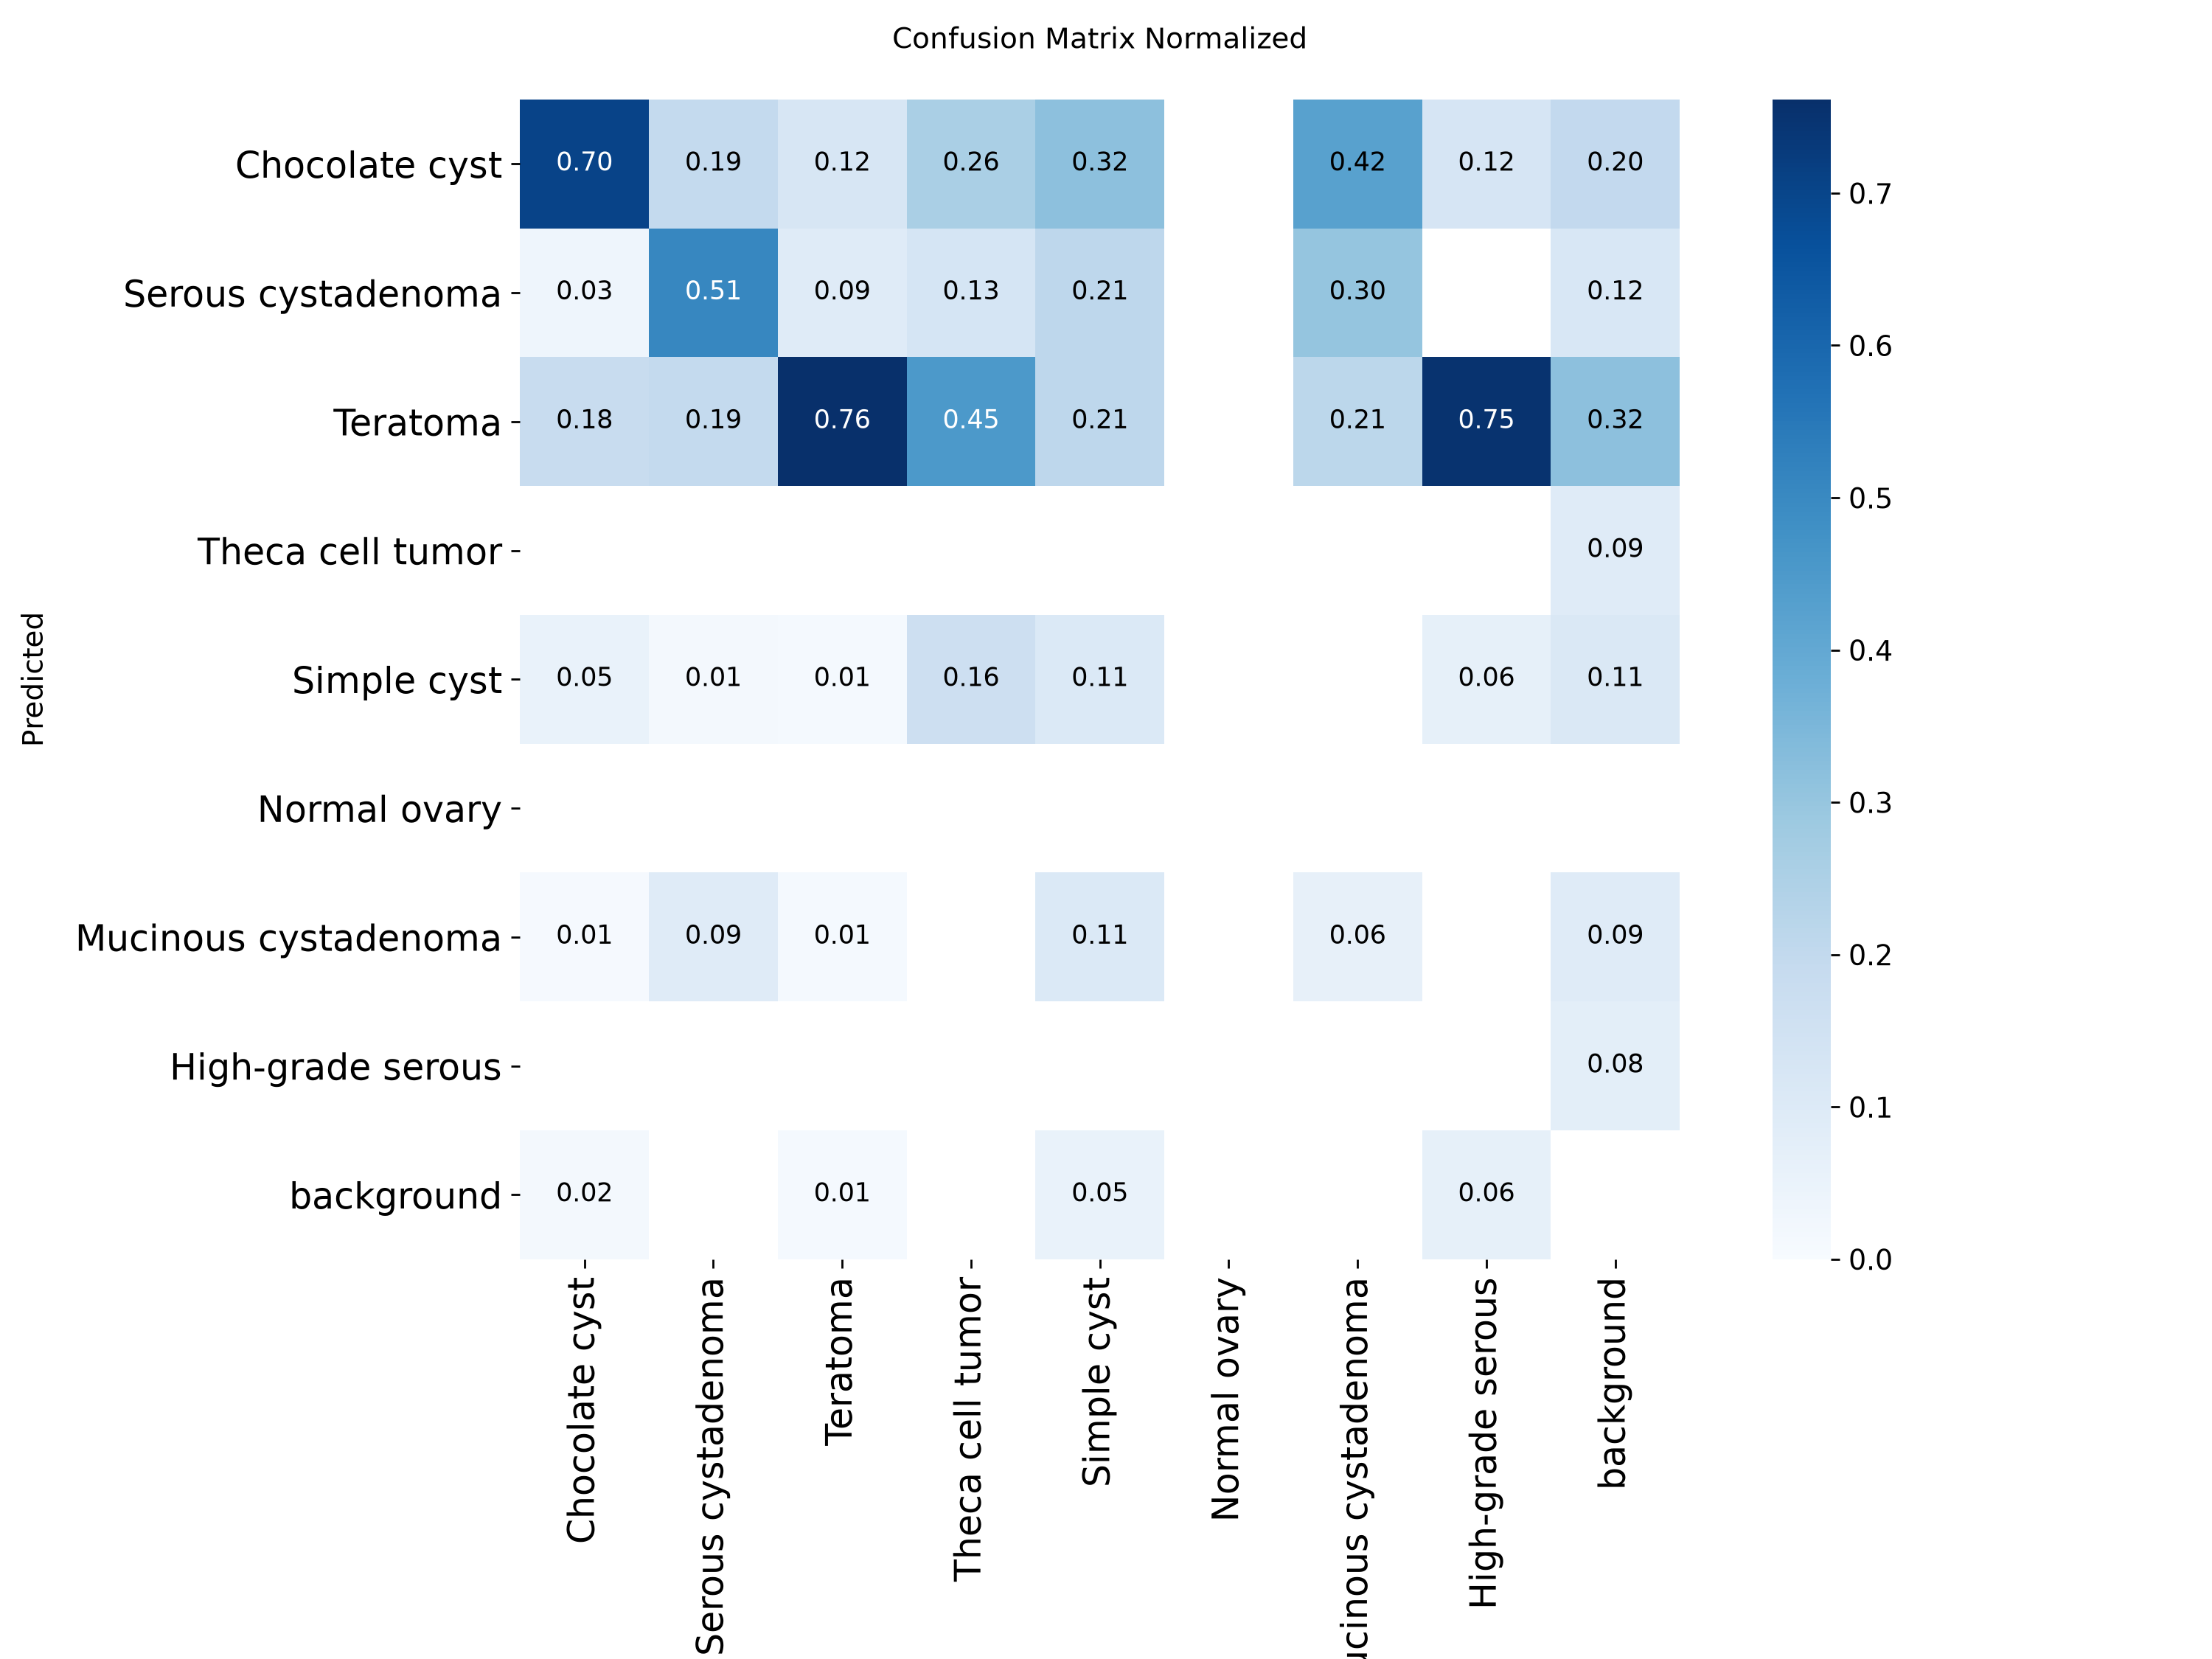 Confusion Matrix Normalized
Chocolate cyst 0.70 0.19 0.12 0.26 0.32 0.42 0.12 0.20
Serous cystadenoma 0.03 0.51 0.09 0.13 0.21 0.30 0.12
Teratoma 0.18 0.19 0.76 0.45 0.21 0.21 0.75 0.32
Theca cell tumor 0.09
Simple cyst 0.05 0.01 0.01 0.16 0.11 0.06 0.11
Normal ovary
Mucinous cystadenoma 0.01 0.09 0.01 0.11 0.06 0.09
High-grade serous 0.08
background 0.02 0.01 0.05 0.06
Predicted
Chocolate cyst
Serous cystadenoma
Teratoma
Theca cell tumor
Simple cyst
Normal ovary
ucinous cystadenoma
High-grade serous
background
0.7
0.6
0.5
0.4
0.3
0.2
0.1
0.0